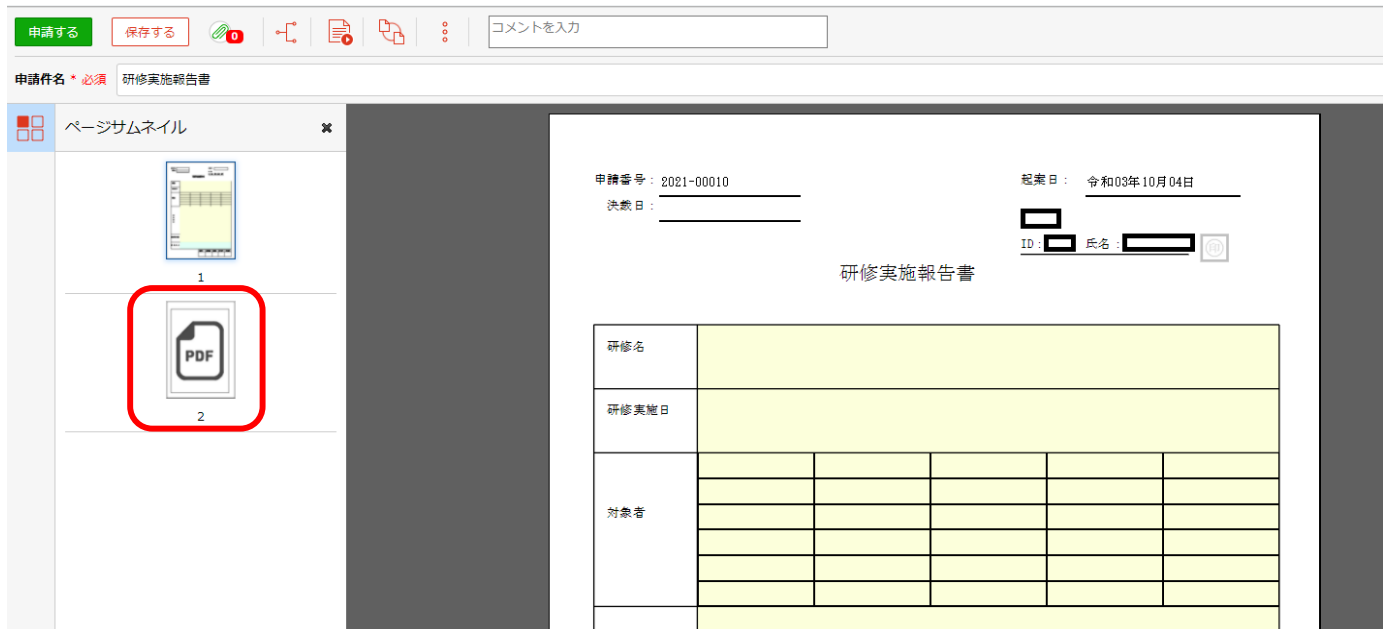 申請する 保存する 0 コメントを入力
申請件名 * 必須 研修実施報告書
ページサムネイル ×
1
PDF
2
申請番号： 2021-00010 起案日： 令和03年10月04日
決裁日：
ID： 氏名： 印
研修実施報告書
研修名
研修実施日
対象者